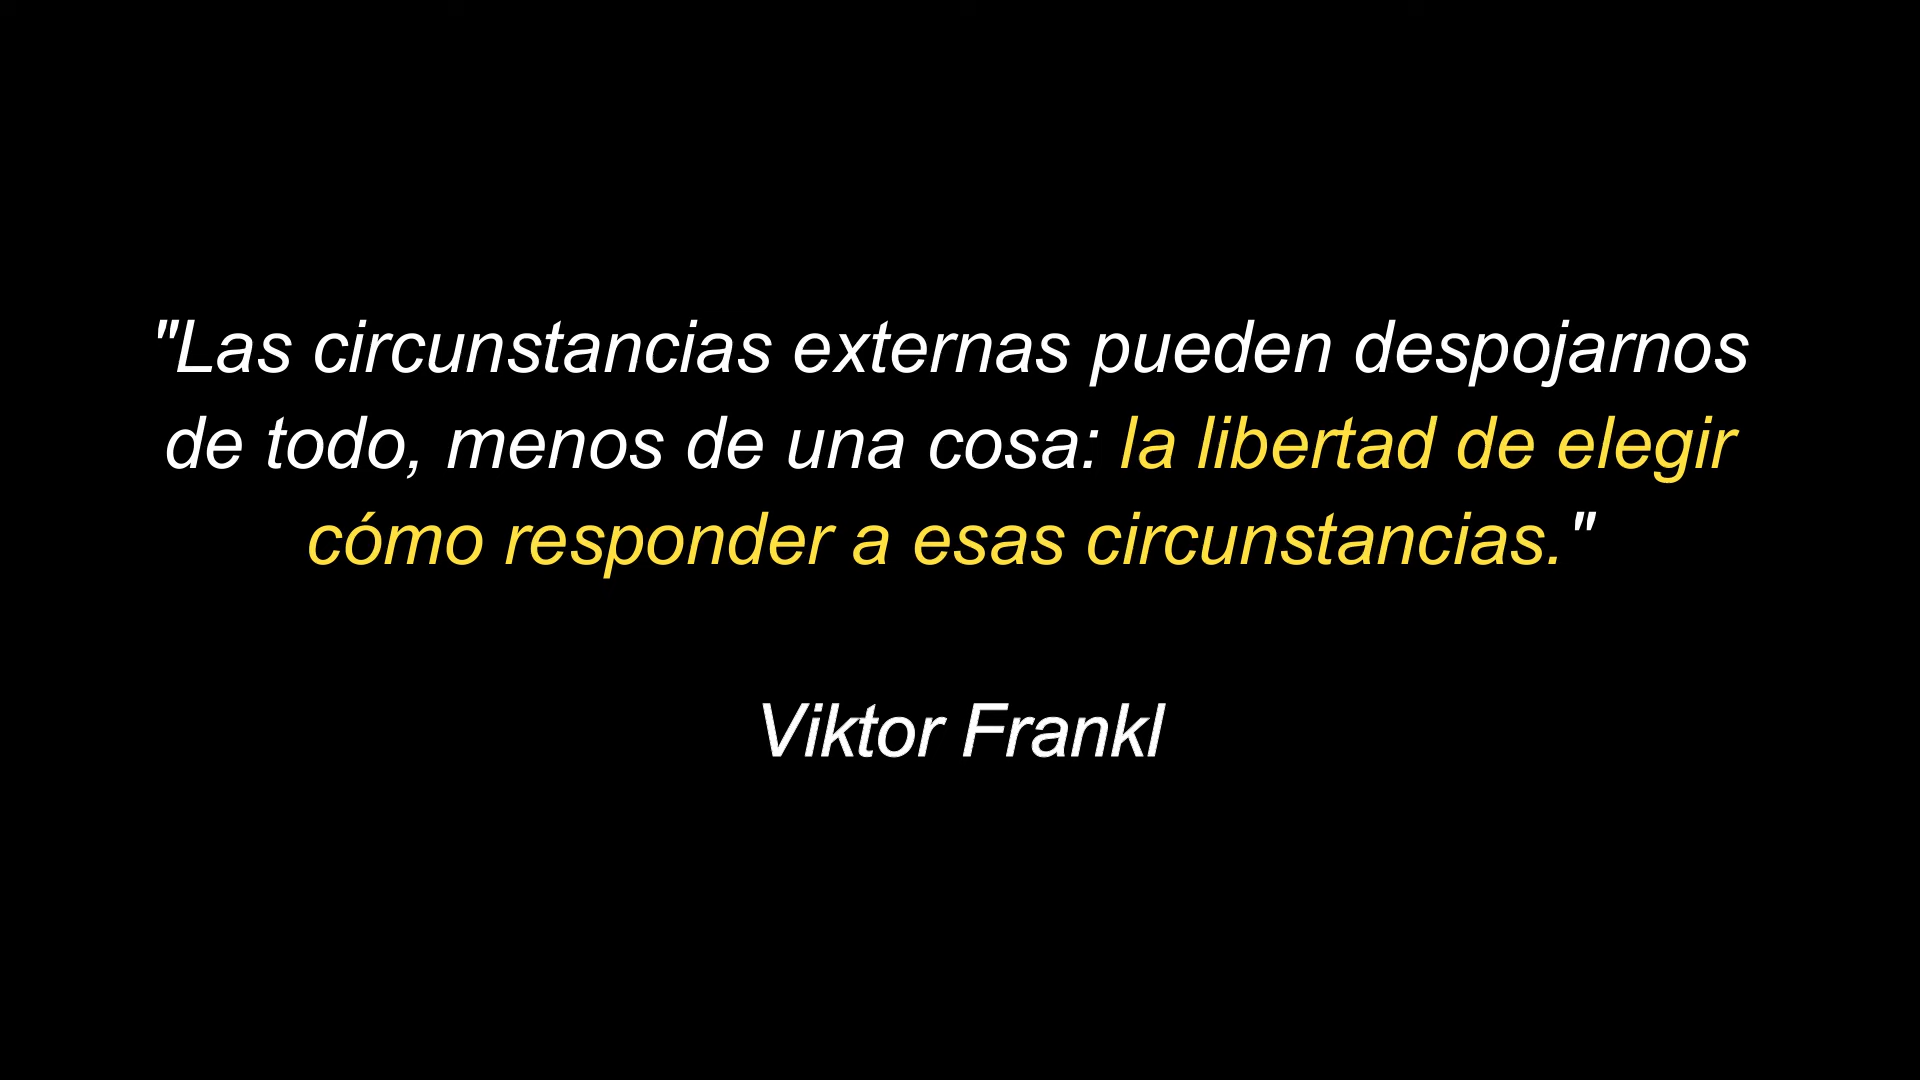 "Las circunstancias externas pueden despojarnos
de todo, menos de una cosa: la libertad de elegir
cómo responder a esas circunstancias."
Viktor Frankl